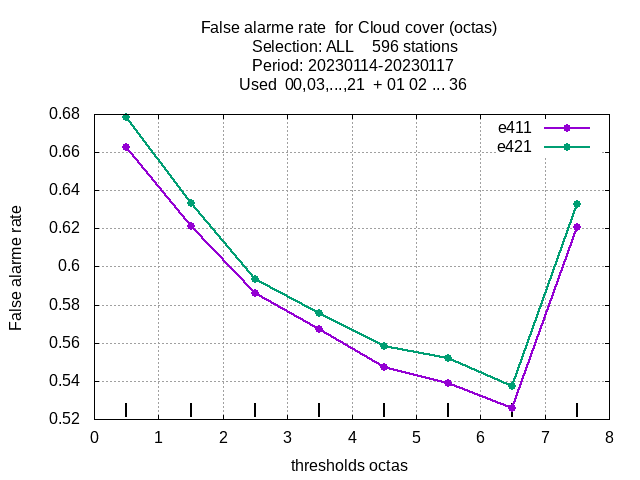 False alarme rate  for Cloud cover (octas)
Selection: ALL    596 stations
Period: 20230114-20230117
Used  00,03,...,21  + 01 02 ... 36
e411
e421
0.68
0.66
0.64
0.62
0.6
0.58
0.56
0.54
0.52
False alarme rate
0 1 2 3 4 5 6 7 8
thresholds octas